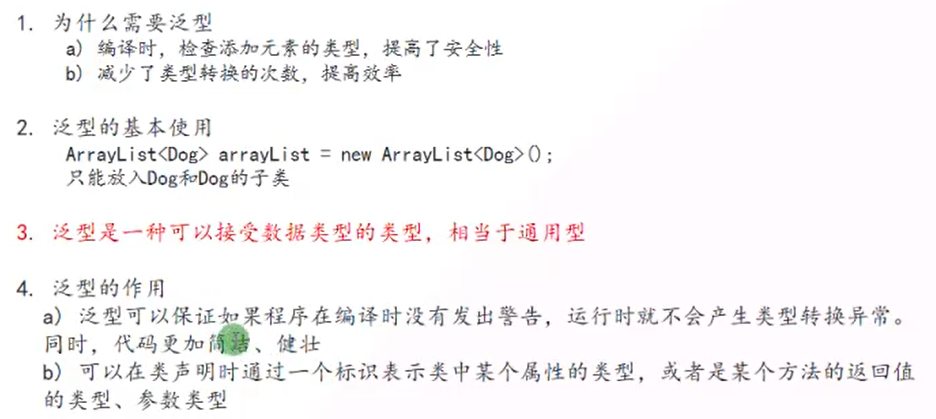 1. 为什么需要泛型
a) 编译时，检查添加元素的类型，提高了安全性
b) 减少了类型转换的次数，提高效率
2. 泛型的基本使用
ArrayList<Dog> arrayList = new ArrayList<Dog>();
只能放入Dog和Dog的子类
3. 泛型是一种可以接受数据类型的类型，相当于通用型
4. 泛型的作用
a) 泛型可以保证如果程序在编译时没有发出警告，运行时就不会产生类型转换异常。
同时，代码更加简洁、健壮
b) 可以在类声明时通过一个标识表示类中某个属性的类型，或者是某个方法的返回值
的类型、参数类型